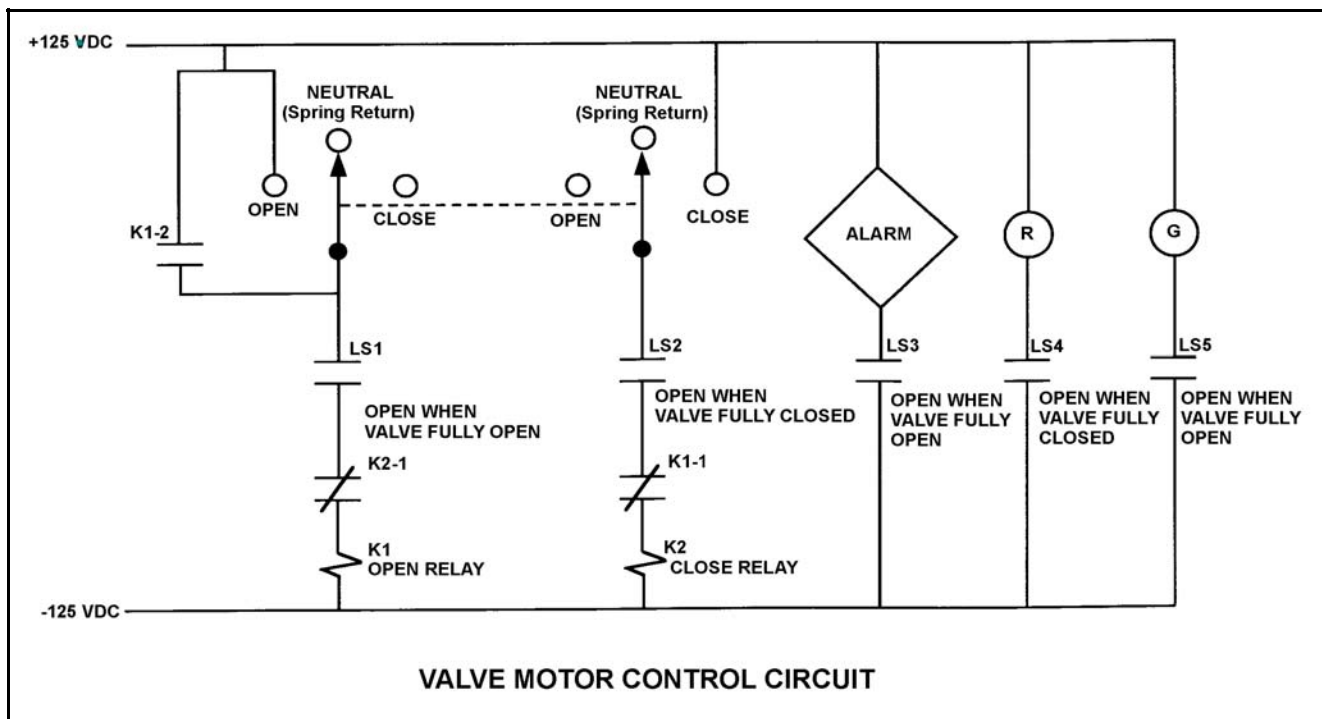 +125 VDC
NEUTRAL
(Spring Return)
NEUTRAL
(Spring Return)
OPEN
CLOSE
OPEN
CLOSE
K1-2
ALARM
R
G
LS1
LS2
LS3
LS4
LS5
OPEN WHEN
VALVE FULLY OPEN
OPEN WHEN
VALVE FULLY CLOSED
OPEN WHEN
VALVE FULLY
OPEN
OPEN WHEN
VALVE FULLY
CLOSED
OPEN WHEN
VALVE FULLY
OPEN
K2-1
K1-1
K1
OPEN RELAY
K2
CLOSE RELAY
-125 VDC
VALVE MOTOR CONTROL CIRCUIT